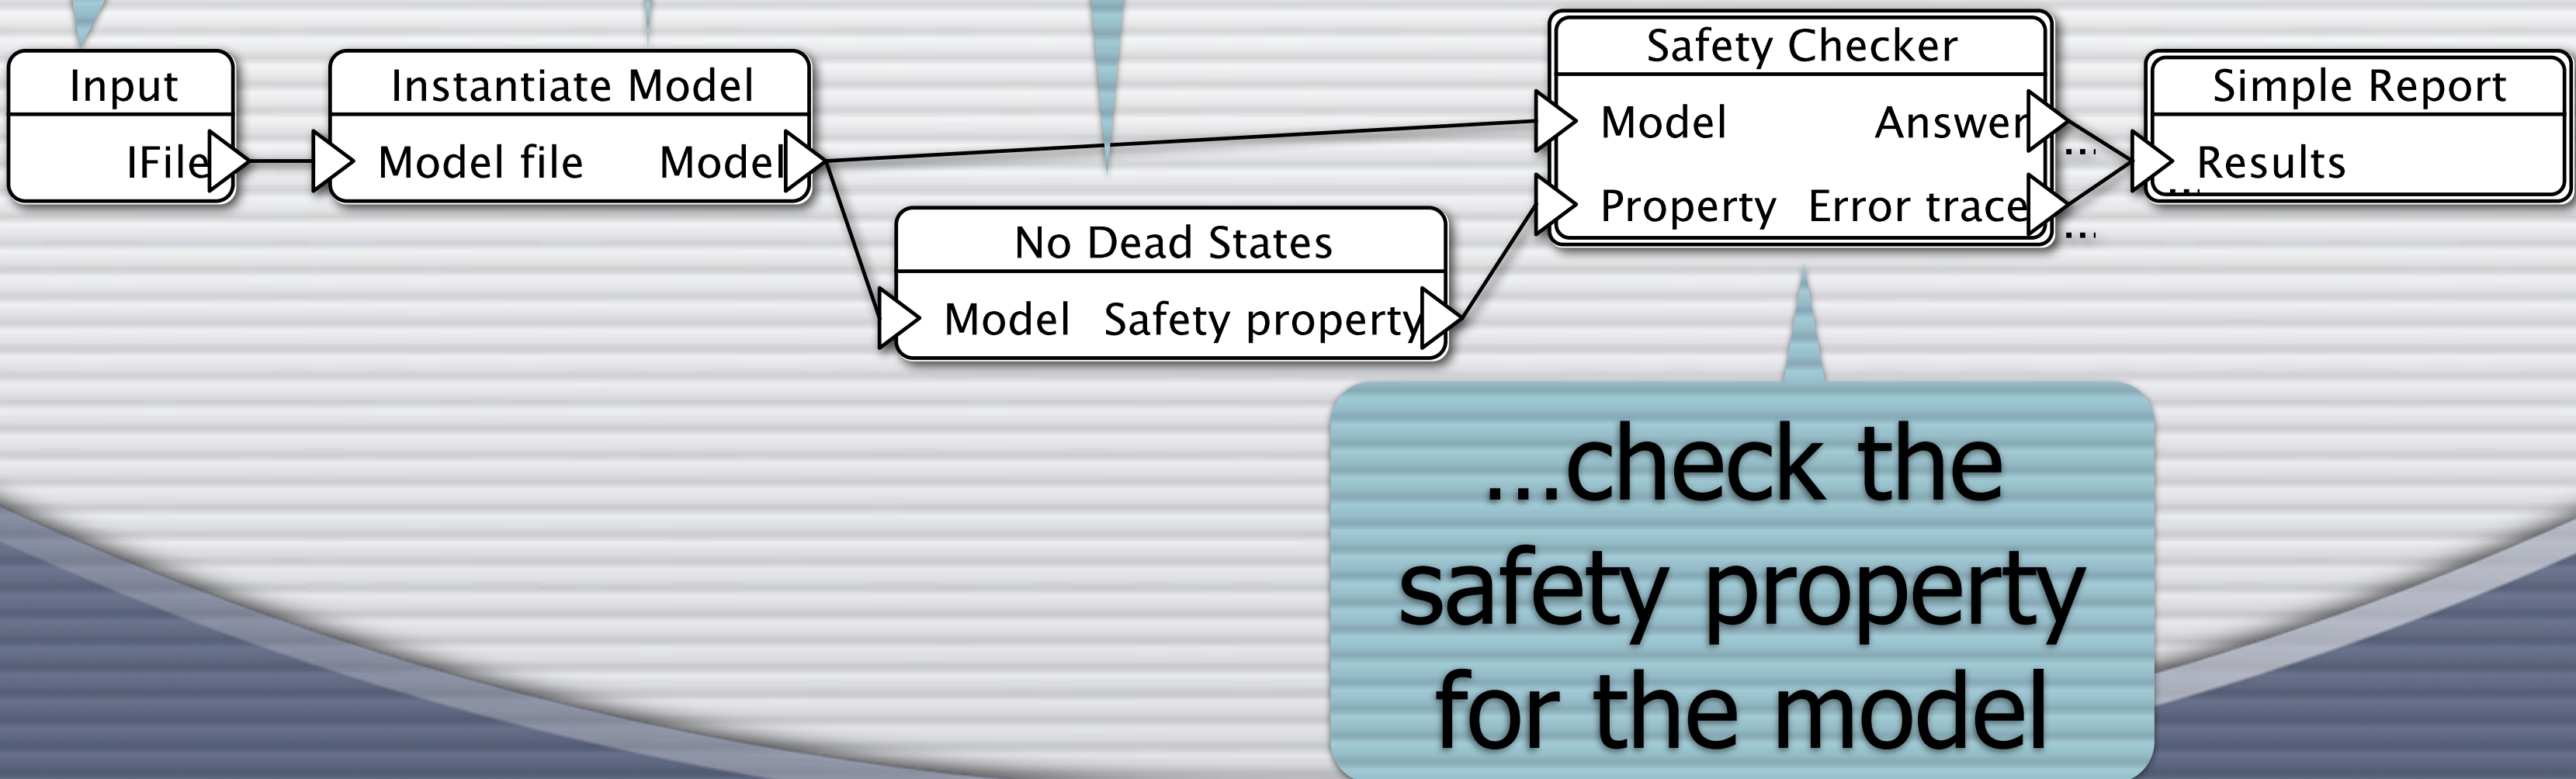 Input
IFile
Instantiate Model
Model file Model
No Dead States
Model Safety property
Safety Checker
Model Answer
...
Property Error trace
...
Simple Report
Results
...
...check the
safety property
for the model